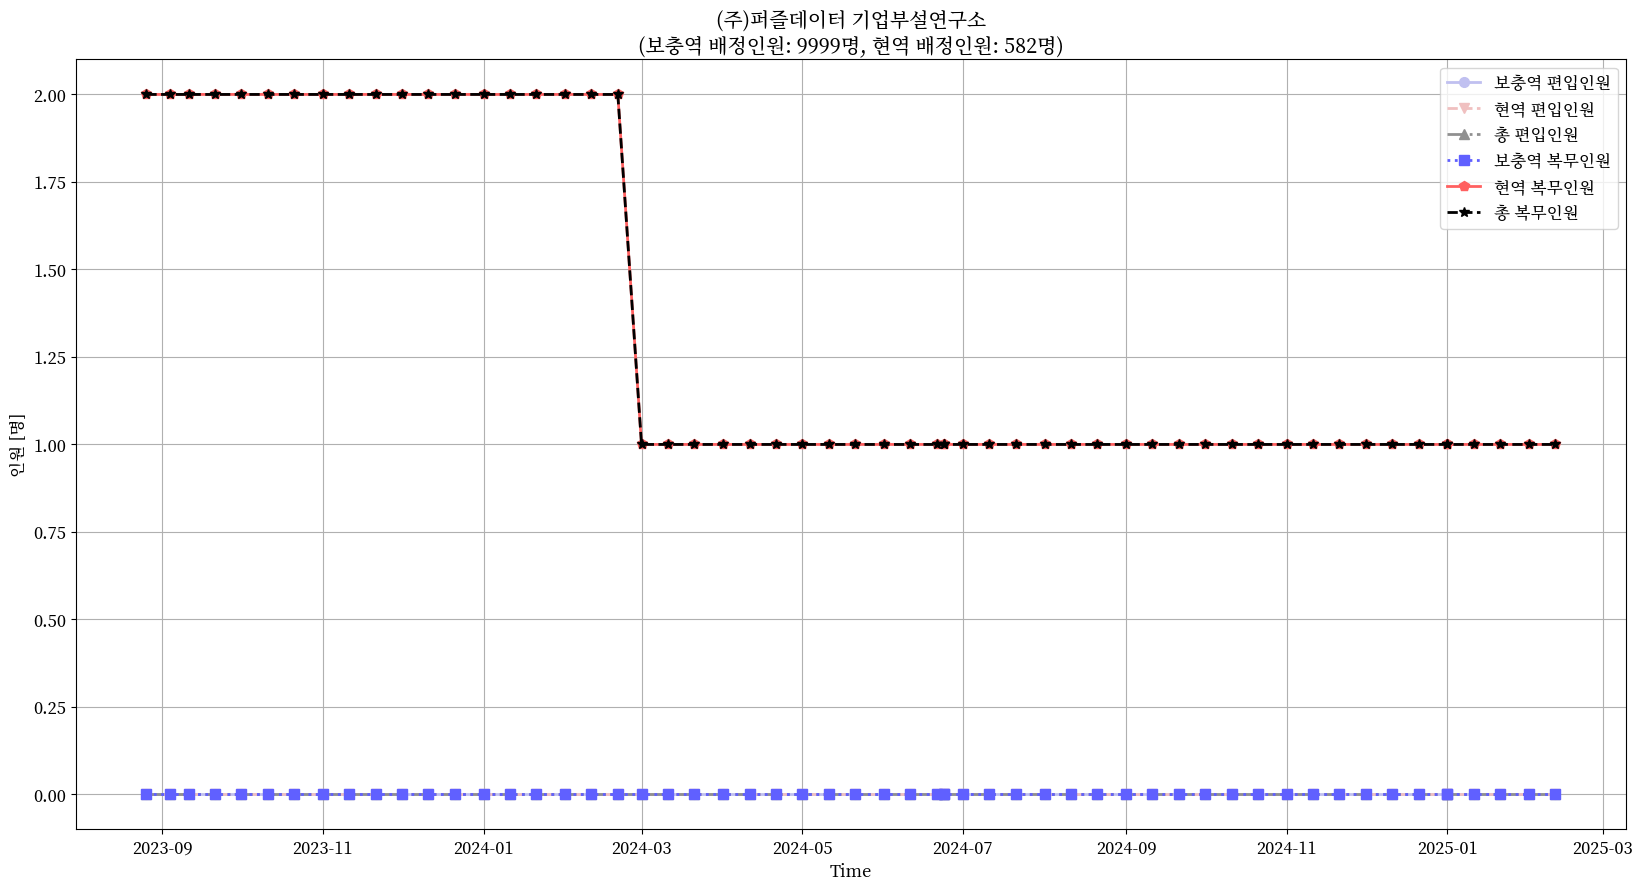 (주)퍼즐데이터 기업부설연구소
(보충역 배정인원: 9999명, 현역 배정인원: 582명)
보충역 편입인원
현역 편입인원
총 편입인원
보충역 복무인원
현역 복무인원
총 복무인원
인원 [명]
2.00
1.75
1.50
1.25
1.00
0.75
0.50
0.25
0.00
2023-09
2023-11
2024-01
2024-03
2024-05
2024-07
2024-09
2024-11
2025-01
2025-03
Time